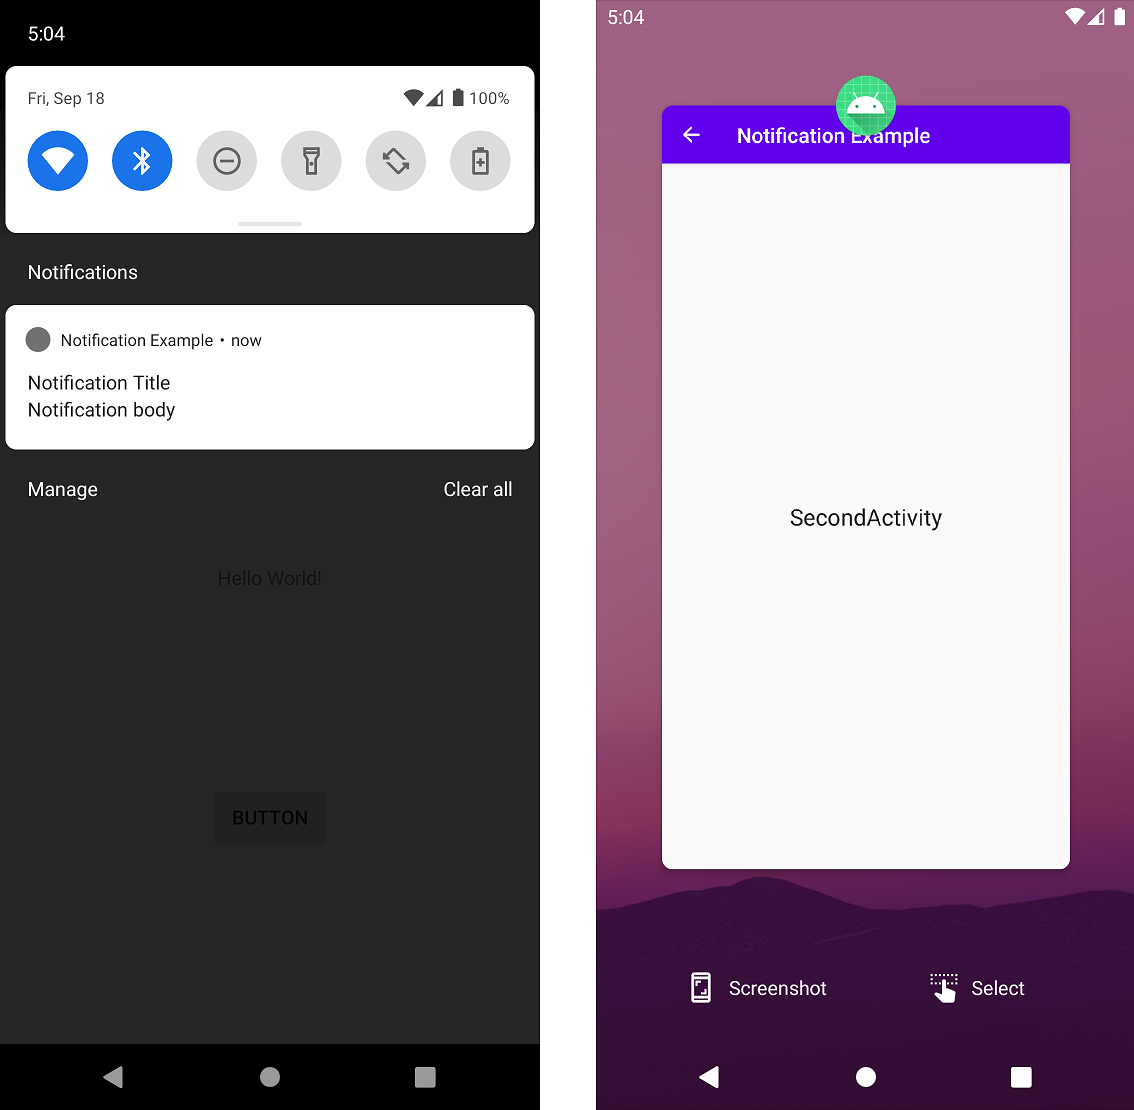 5:04
Fri, Sep 18
100%
Notifications
Notification Example • now
Notification Title
Notification body
Manage
Clear all
Hello World!
BUTTON
5:04
Notification Example
SecondActivity
Screenshot
Select